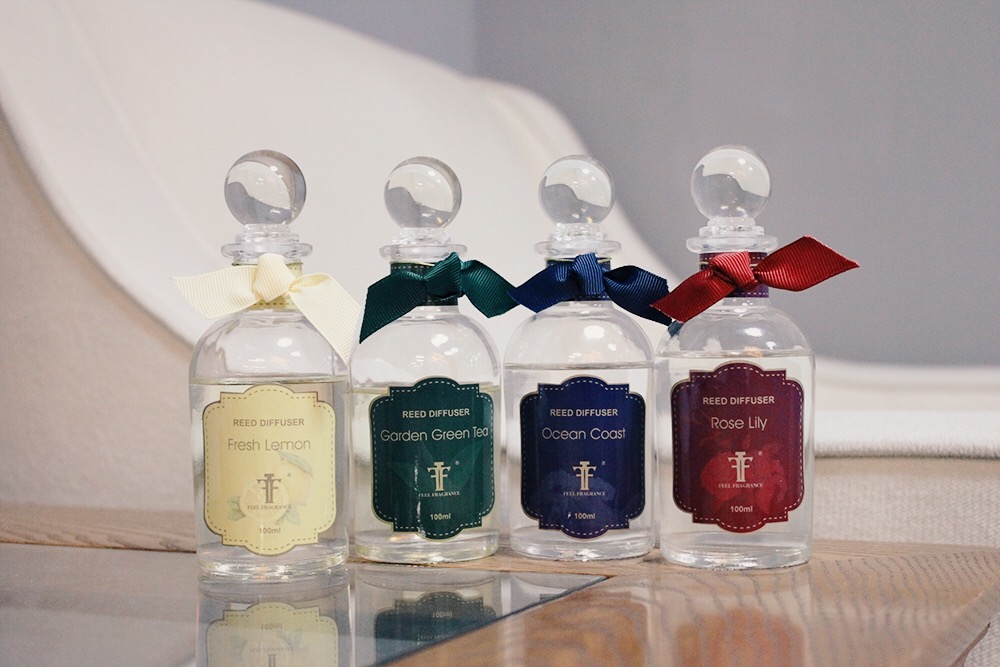 REED DIFFUSER
Fresh Lemon
FF
FEEL FRAGRANCE
100ml
REED DIFFUSER
Garden Green Tea
FF
®
FEEL FRAGRANCE
100ml
REED DIFFUSER
Ocean Coast
FF
®
FEEL FRAGRANCE
100ml
REED DIFFUSER
Rose Lily
FF
®
FEEL FRAGRANCE
100ml